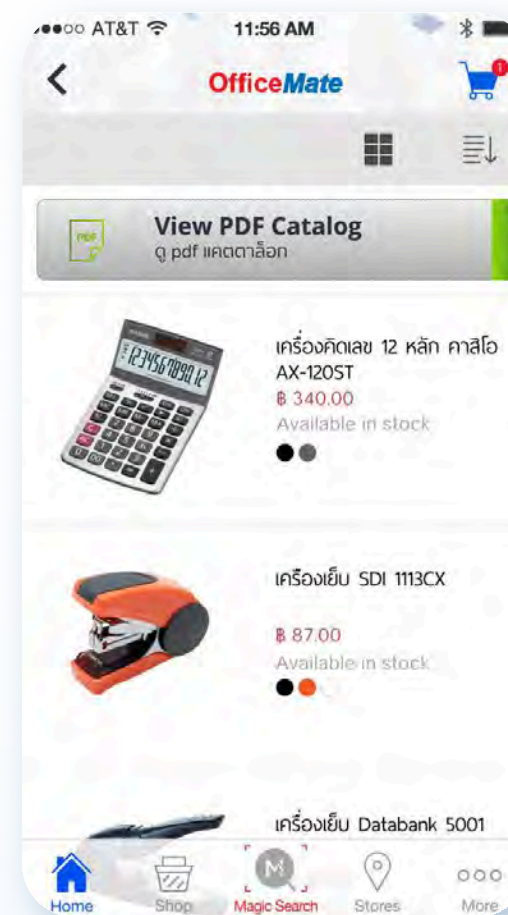 AT&T 11:56 AM
OfficeMate
1
PDF
View PDF Catalog
ดู pdf แคตตาล็อก
1234567890.12
เครื่องคิดเลข 12 หลัก คาสิโอ
AX-120ST
฿ 340.00
Available in stock
เครื่องเย็บ SDI 1113CX
฿ 87.00
Available in stock
เครื่องเย็บ Databank 5001
M
Home Shop Magic Search Stores More